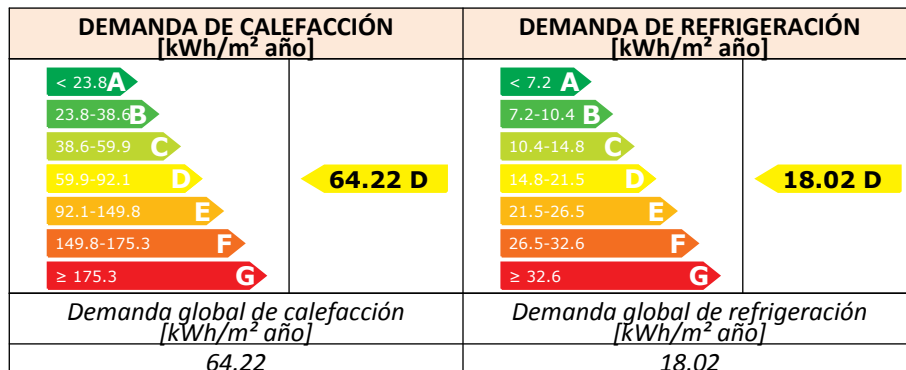 DEMANDA DE CALEFACCIÓN
[kWh/m² año]
< 23.8 A
23.8-38.6 B
38.6-59.9 C
59.9-92.1 D
92.1-149.8 E
149.8-175.3 F
≥ 175.3 G
64.22 D
Demanda global de calefacción
[kWh/m² año]
64.22
DEMANDA DE REFRIGERACIÓN
[kWh/m² año]
< 7.2 A
7.2-10.4 B
10.4-14.8 C
14.8-21.5 D
21.5-26.5 E
26.5-32.6 F
≥ 32.6 G
18.02 D
Demanda global de refrigeración
[kWh/m² año]
18.02